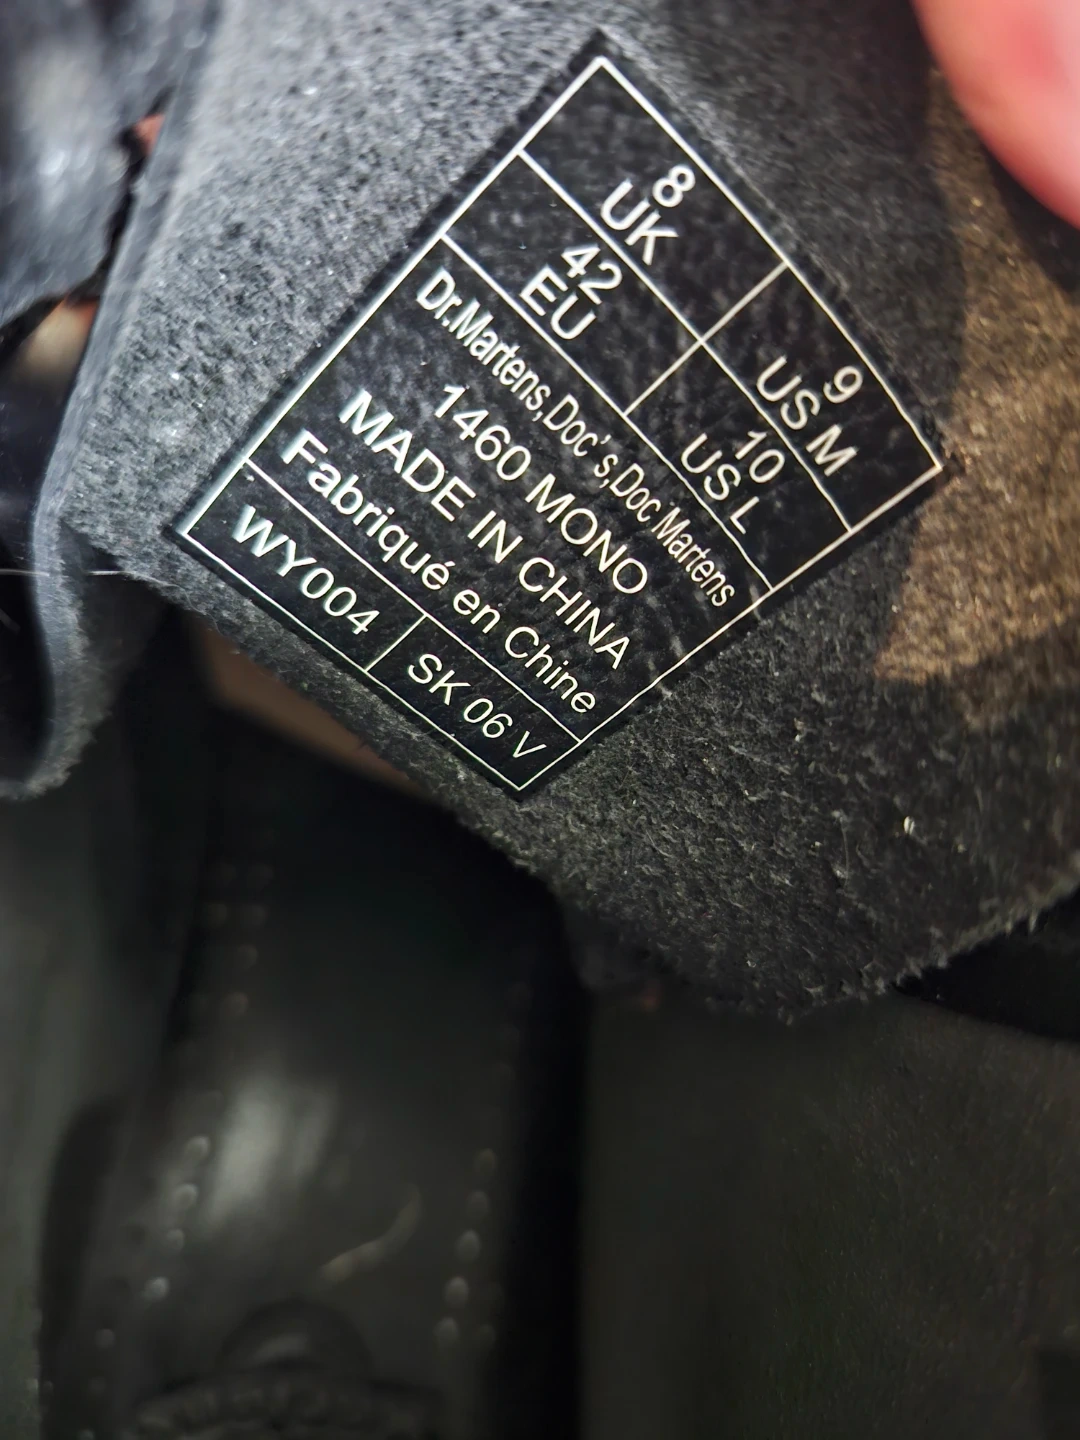 8
UK
9
US M
42
EU
10
US L
Dr.Martens,Doc's,Doc Martens
1460 MONO
MADE IN CHINA
Fabriqué en Chine
WY004
SK 06 V